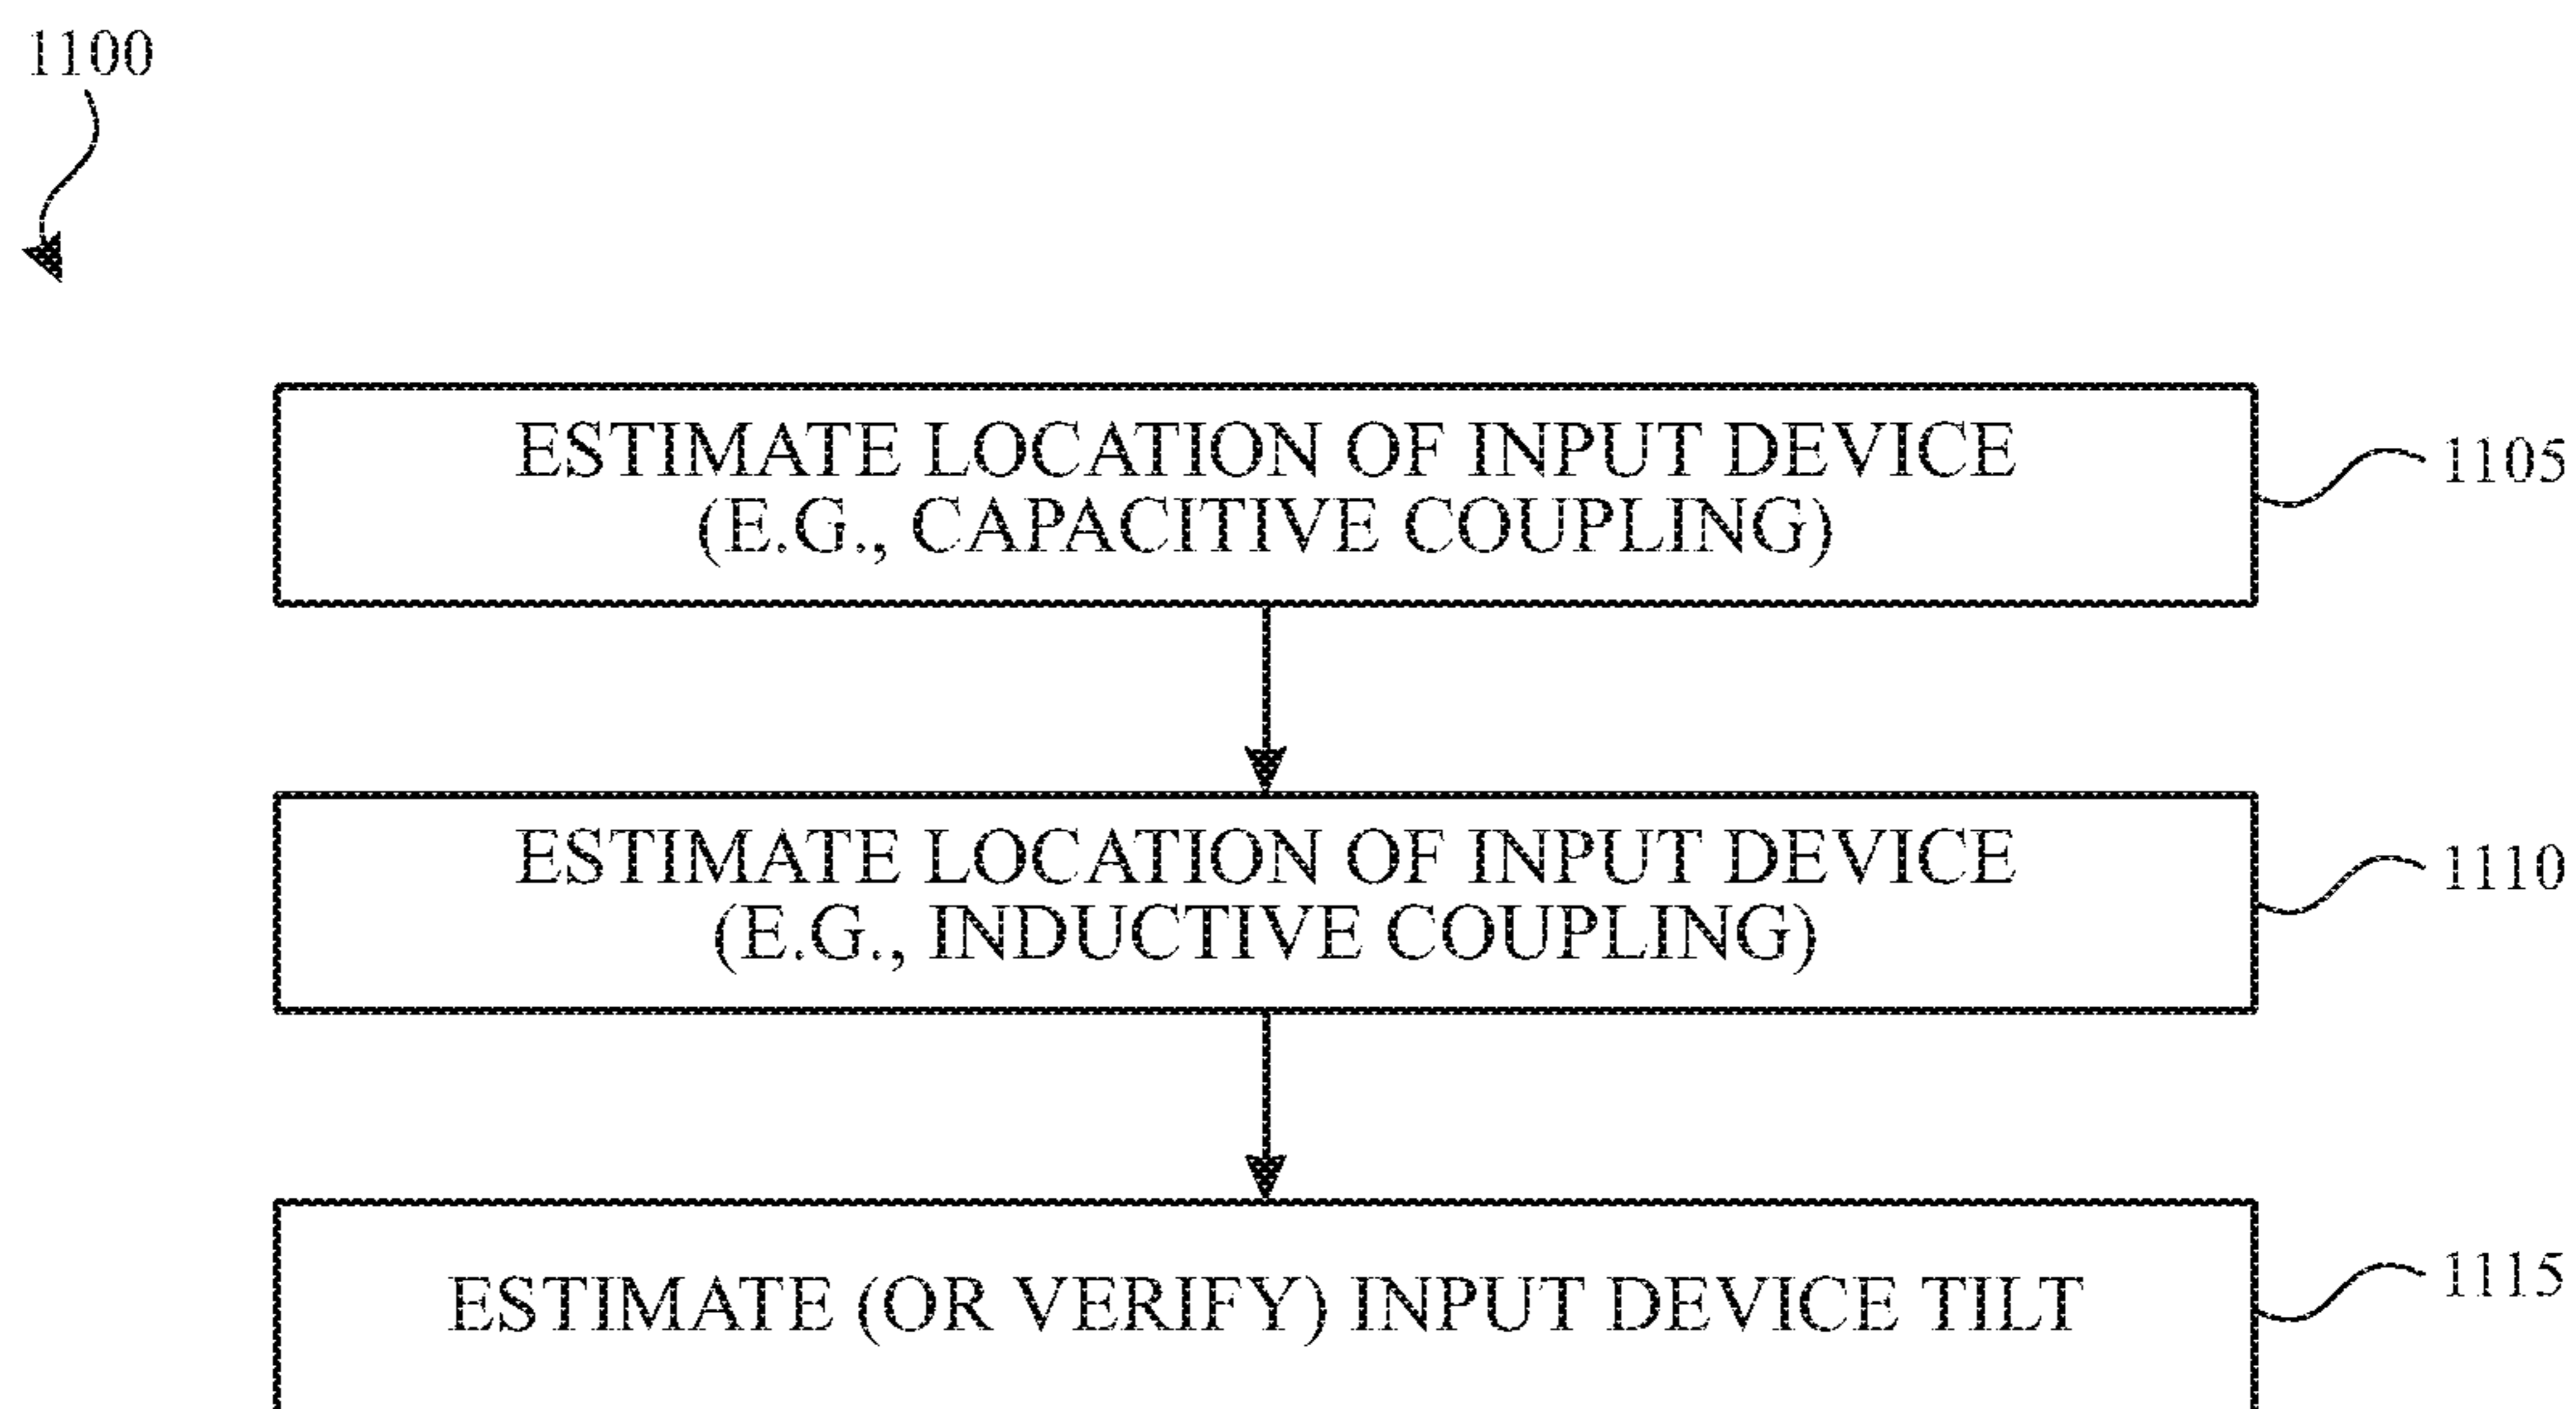 1100
ESTIMATE LOCATION OF INPUT DEVICE
(E.G., CAPACITIVE COUPLING)
1105
ESTIMATE LOCATION OF INPUT DEVICE
(E.G., INDUCTIVE COUPLING)
1110
ESTIMATE (OR VERIFY) INPUT DEVICE TILT
1115